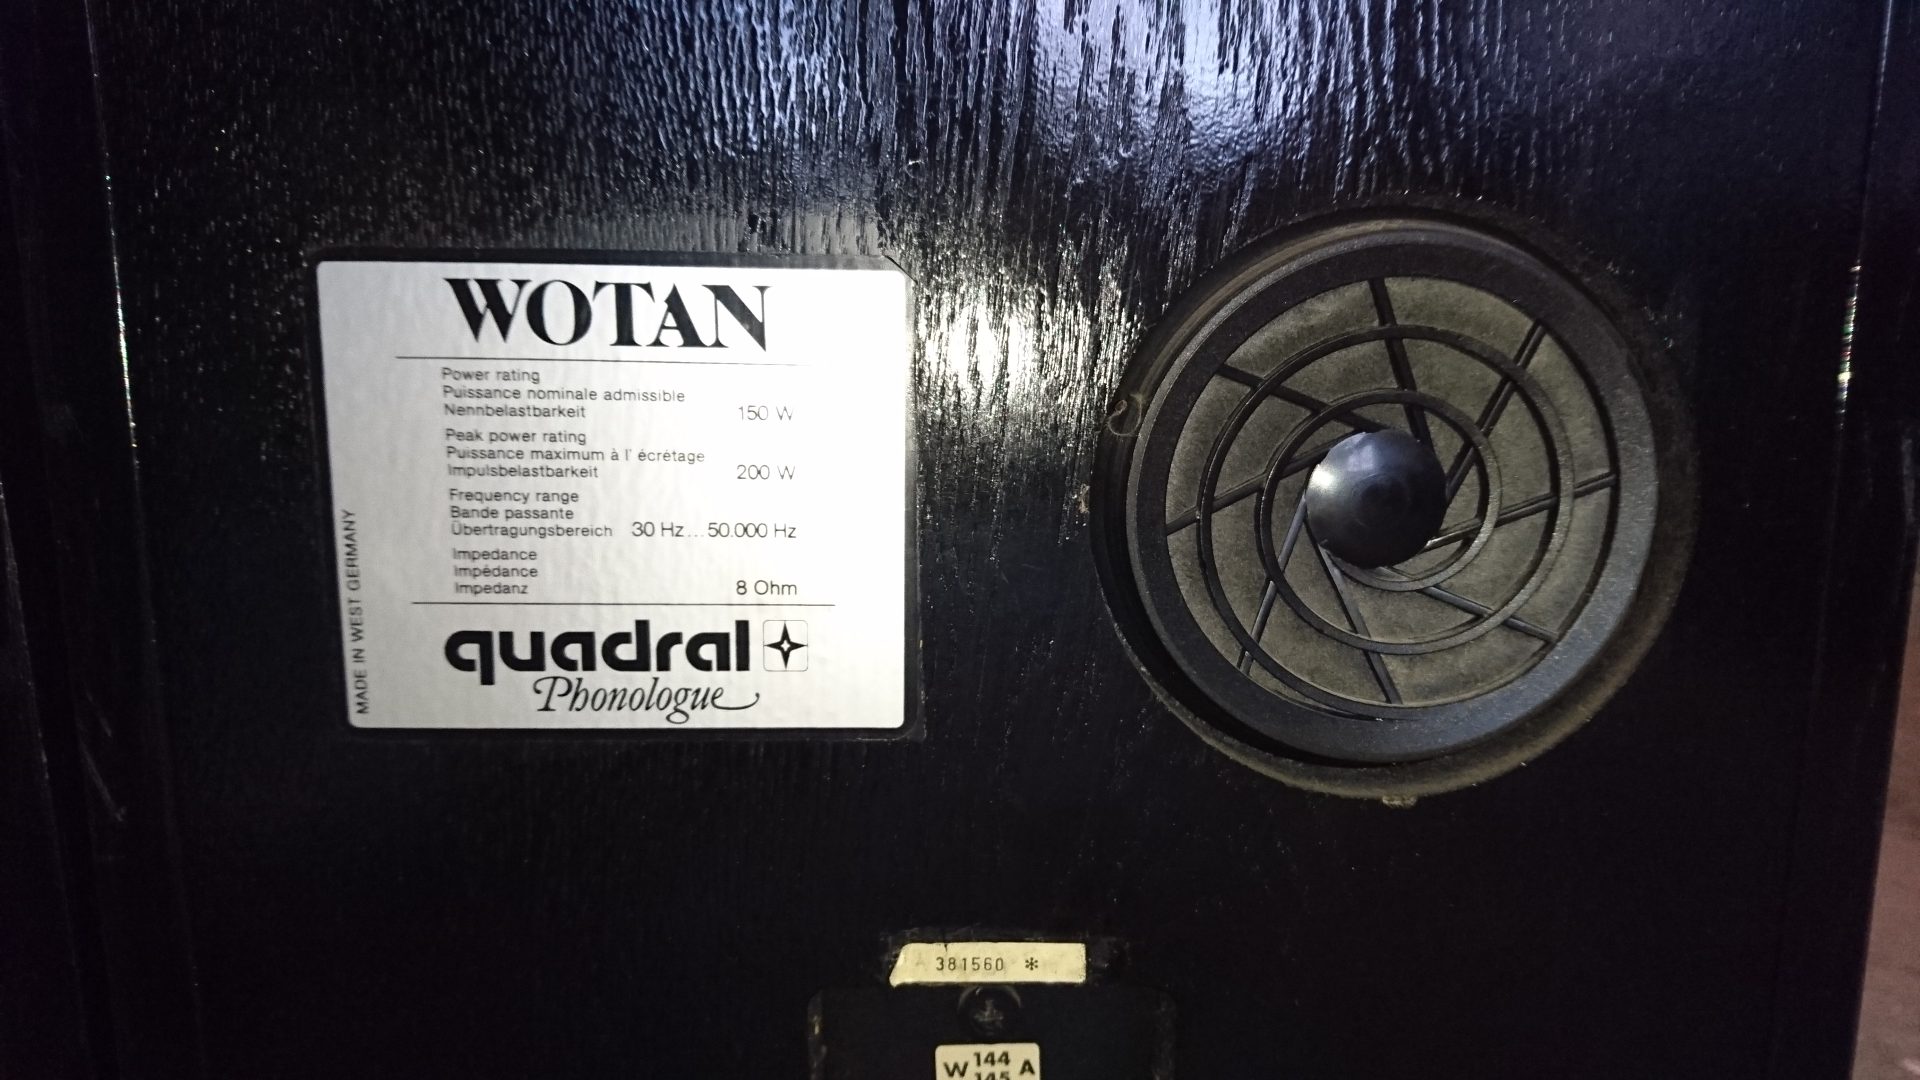 WOTAN
Power rating
Puissance nominale admissible
Nennbelastbarkeit 150 W
Peak power rating
Puissance maximum à l' écrétage
Impulsbelastbarkeit 200 W
Frequency range
Bande passante
Übertragungsbereich 30 Hz...50.000 Hz
Impedance
Impédance
Impedanz 8 Ohm
quadral
Phonologue
MADE IN WEST GERMANY
381560 *
W 144 A
145